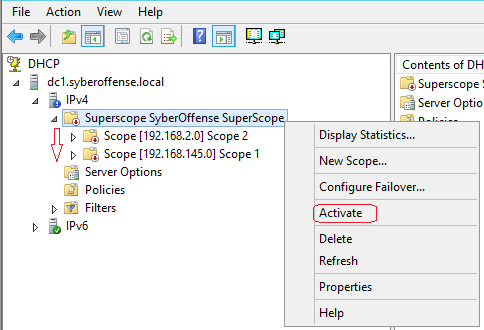 File Action View Help
DHCP
dc1.syberoffense.local
IPv4
Superscope SyberOffense SuperScope
Scope [192.168.2.0] Scope 2
Scope [192.168.145.0] Scope 1
Server Options
Policies
Filters
IPv6
Contents of DH
Superscope S
Server Optio
Policies
Display Statistics...
New Scope...
Configure Failover...
Activate
Delete
Refresh
Properties
Help